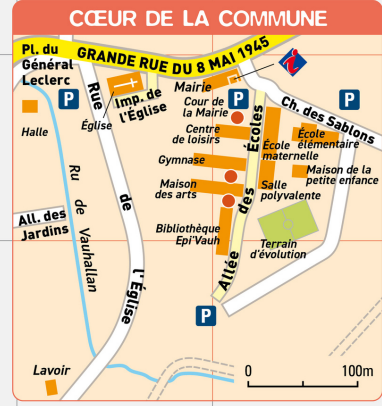 CŒUR DE LA COMMUNE
Pl. du
Général
Leclerc
GRANDE RUE DU 8 MAI 1945
P
Rue
de
l'Église
Église
Imp. de
l'Église
Mairie
Cour de
la Mairie
P
Ch. des Sablons
P
Halle
Centre
de loisirs
Allée
des
Écoles
École
maternelle
École
élémentaire
Gymnase
Maison de la
petite enfance
Maison
des arts
Salle
polyvalente
All. des
Jardins
Ru de Vauhallan
Bibliothèque
Epi'Vauh
Terrain
d'évolution
P
Lavoir
0 100m